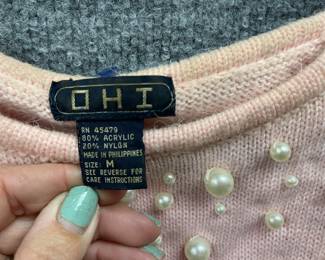 OHI
RN 45479
80% ACRYLIC
20% NYLON
MADE IN PHILIPPINES
SIZE: M
SEE REVERSE FOR
CARE INSTRUCTIONS